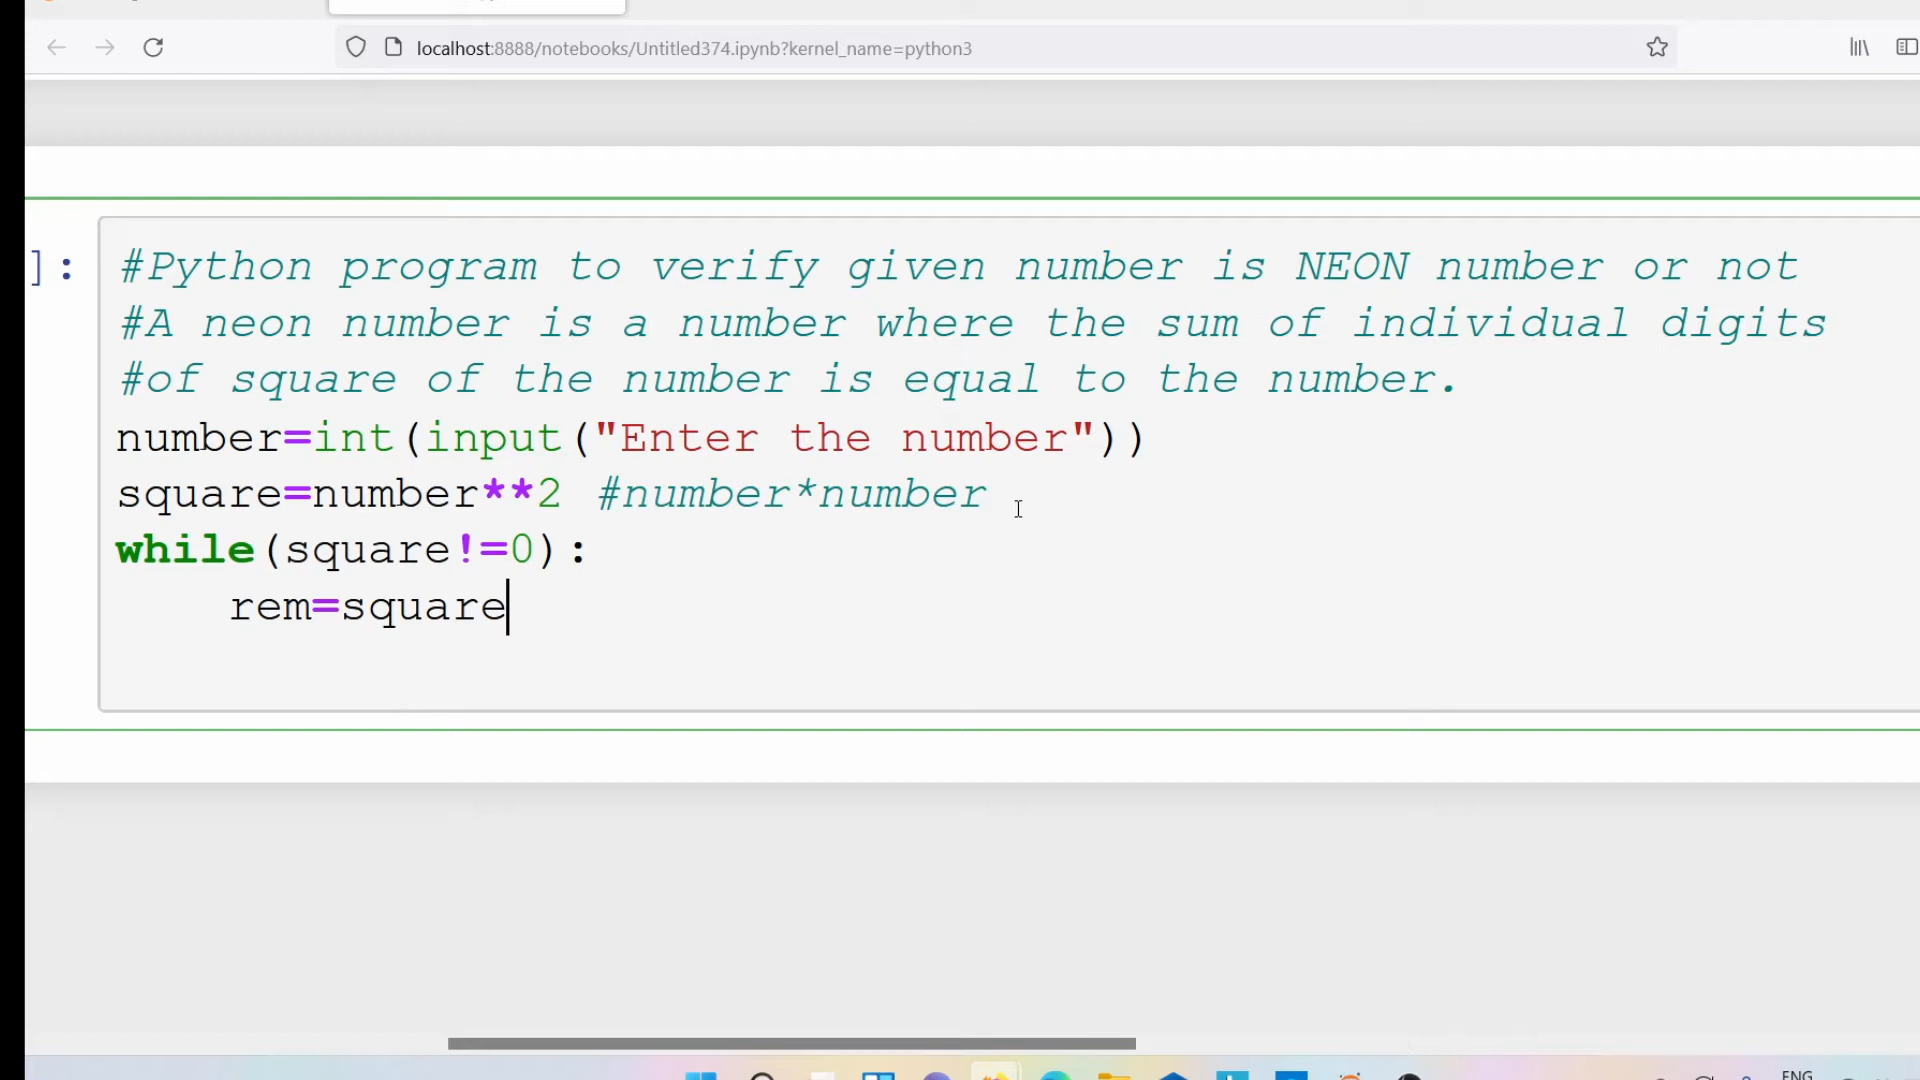 localhost:8888/notebooks/Untitled374.ipynb?kernel_name=python3
]:
#Python program to verify given number is NEON number or not
#A neon number is a number where the sum of individual digits
#of square of the number is equal to the number.
number=int(input("Enter the number"))
square=number**2 #number*number
while(square!=0):
    rem=square
ENG